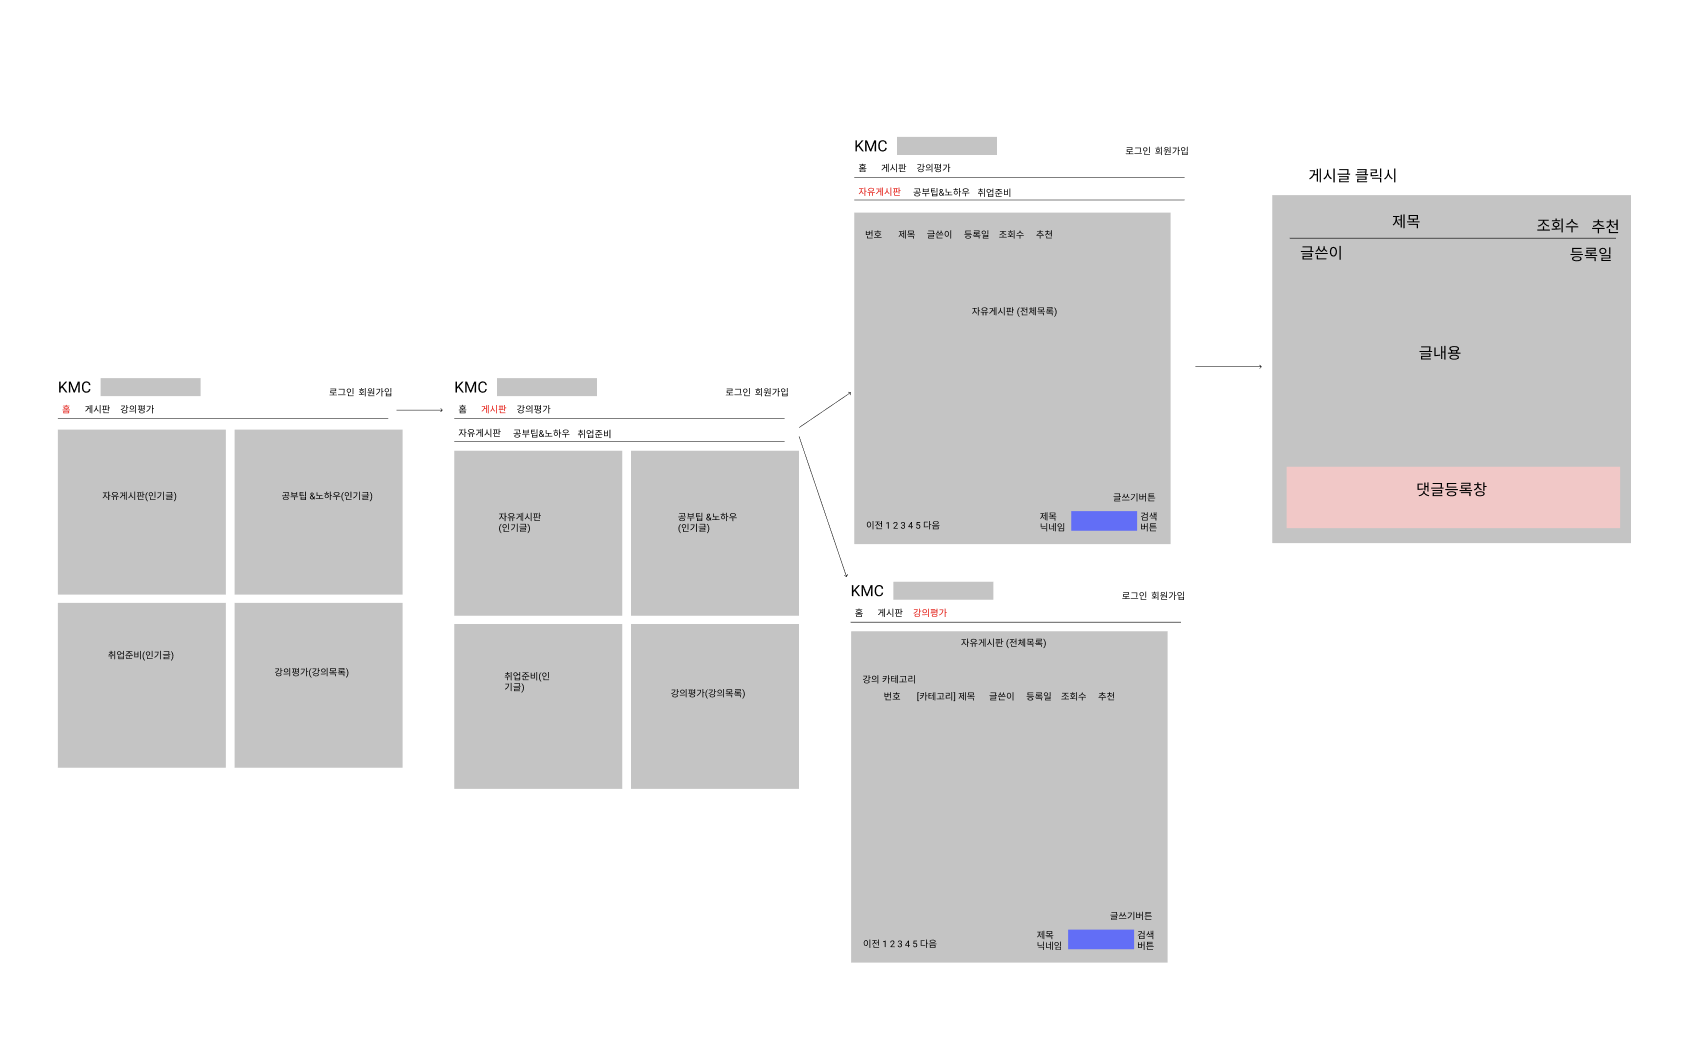 KMC
로그인 회원가입
홈 게시판 강의평가
자유게시판(인기글)
공부팁 &노하우(인기글)
취업준비(인기글)
강의평가(강의목록)
KMC
로그인 회원가입
홈 게시판 강의평가
자유게시판 공부팁&노하우 취업준비
자유게시판
(인기글)
공부팁 &노하우
(인기글)
취업준비(인
기글)
강의평가(강의목록)
KMC
로그인 회원가입
홈 게시판 강의평가
자유게시판 공부팁&노하우 취업준비
번호 제목 글쓴이 등록일 조회수 추천
자유게시판 (전체목록)
글쓰기버튼
이전 1 2 3 4 5 다음
제목
닉네임
검색
버튼
KMC
로그인 회원가입
홈 게시판 강의평가
자유게시판 (전체목록)
강의 카테고리
번호 [카테고리] 제목 글쓴이 등록일 조회수 추천
글쓰기버튼
이전 1 2 3 4 5 다음
제목
닉네임
검색
버튼
게시글 클릭시
제목 조회수 추천
글쓴이 등록일
글내용
댓글등록창